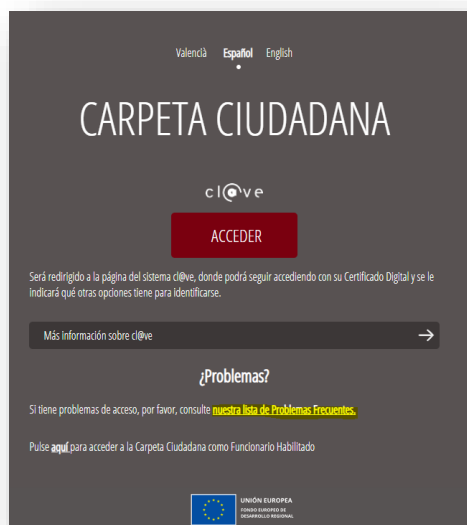 Valencià Español English
CARPETA CIUDADANA
cl@ve
ACCEDER
Será redirigido a la página del sistema cl@ve, donde podrá seguir accediendo con su Certificado Digital y se le
indicará qué otras opciones tiene para identificarse.
Más información sobre cl@ve
¿Problemas?
Si tiene problemas de acceso, por favor, consulte nuestra lista de Problemas Frecuentes.
Pulse aquí para acceder a la Carpeta Ciudadana como Funcionario Habilitado
UNIÓN EUROPEA
FONDO EUROPEO DE
DESARROLLO REGIONAL